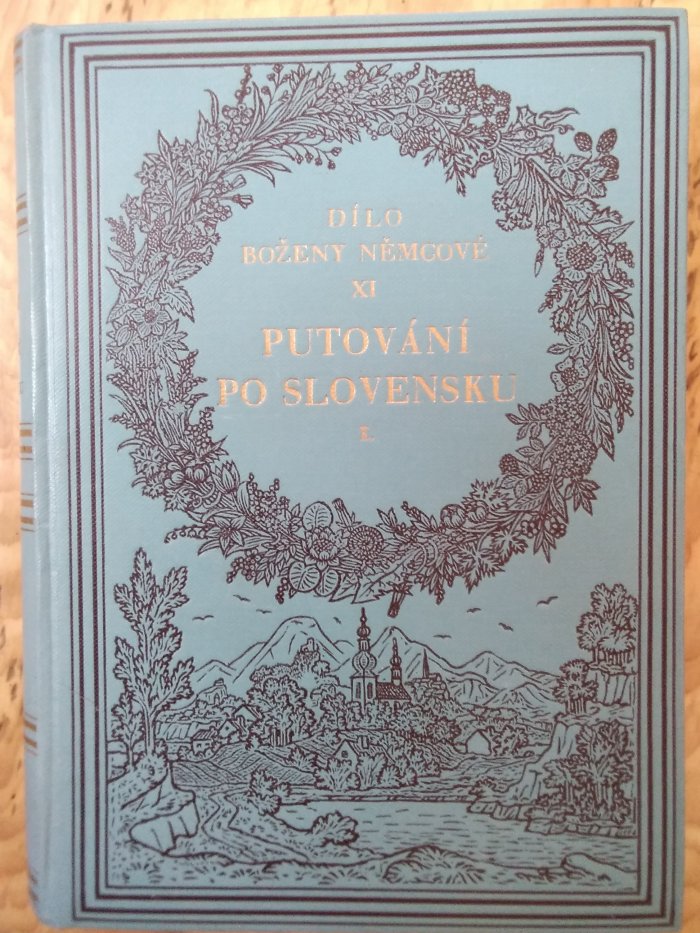 DÍLO
BOŽENY NĚMCOVÉ
XI
PUTOVÁNÍ
PO SLOVENSKU
I.